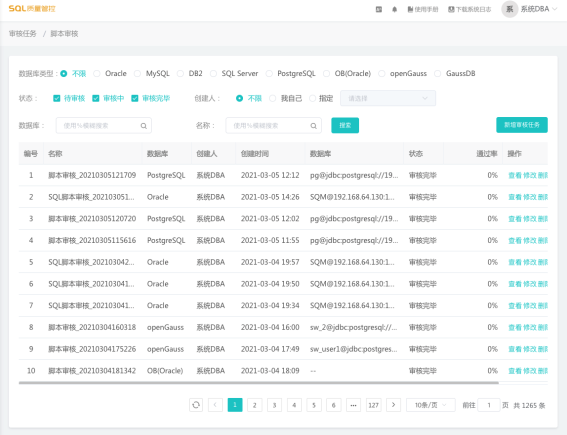 SQL质量管控 使用手册 下载系统日志 系 系统DBA
审核任务 / 脚本审核
数据库类型: 不限 Oracle MySQL DB2 SQL Server PostgreSQL OB(Oracle) openGauss GaussDB
状态: 待审核 审核中 审核完毕 创建人: 不限 我自己 指定 请选择
数据库: 使用%模糊搜索 名称: 使用%模糊搜索 搜索 新增审核任务
编号 名称 数据库 创建人 创建时间 数据库 状态 通过率 操作
1 脚本审核_20210305121709 PostgreSQL 系统DBA 2021-03-05 12:12 pg@jdbc:postgresql://19... 审核完毕 0% 查看 修改 删除
2 SQL脚本审核_202103051... Oracle 系统DBA 2021-03-05 14:26 SQM@192.168.64.130:1... 审核完毕 0% 查看 修改 删除
3 脚本审核_20210305120720 PostgreSQL 系统DBA 2021-03-05 12:02 pg@jdbc:postgresql://19... 审核完毕 0% 查看 修改 删除
4 脚本审核_20210305115616 PostgreSQL 系统DBA 2021-03-05 11:55 pg@jdbc:postgresql://19... 审核完毕 0% 查看 修改 删除
5 SQL脚本审核_202103042... Oracle 系统DBA 2021-03-04 19:57 SQM@192.168.64.130:1... 审核完毕 0% 查看 修改 删除
6 SQL脚本审核_202103041... Oracle 系统DBA 2021-03-04 19:50 SQM@192.168.64.130:1... 审核完毕 0% 查看 修改 删除
7 SQL脚本审核_202103041... Oracle 系统DBA 2021-03-04 19:34 SQM@192.168.64.130:1... 审核完毕 0% 查看 修改 删除
8 脚本审核_20210304160318 openGauss 系统DBA 2021-03-04 16:00 sw_2@jdbc:postgresql://... 审核完毕 0% 查看 修改 删除
9 脚本审核_20210304175226 openGauss 系统DBA 2021-03-04 17:49 sw_user1@jdbc:postgres... 审核完毕 0% 查看 修改 删除
10 脚本审核_20210304181342 OB(Oracle) 系统DBA 2021-03-04 18:09 -- 审核完毕 0% 查看 修改 删除
1 2 3 4 5 6 ... 127 10条/页 前往 1 页 共 1265 条